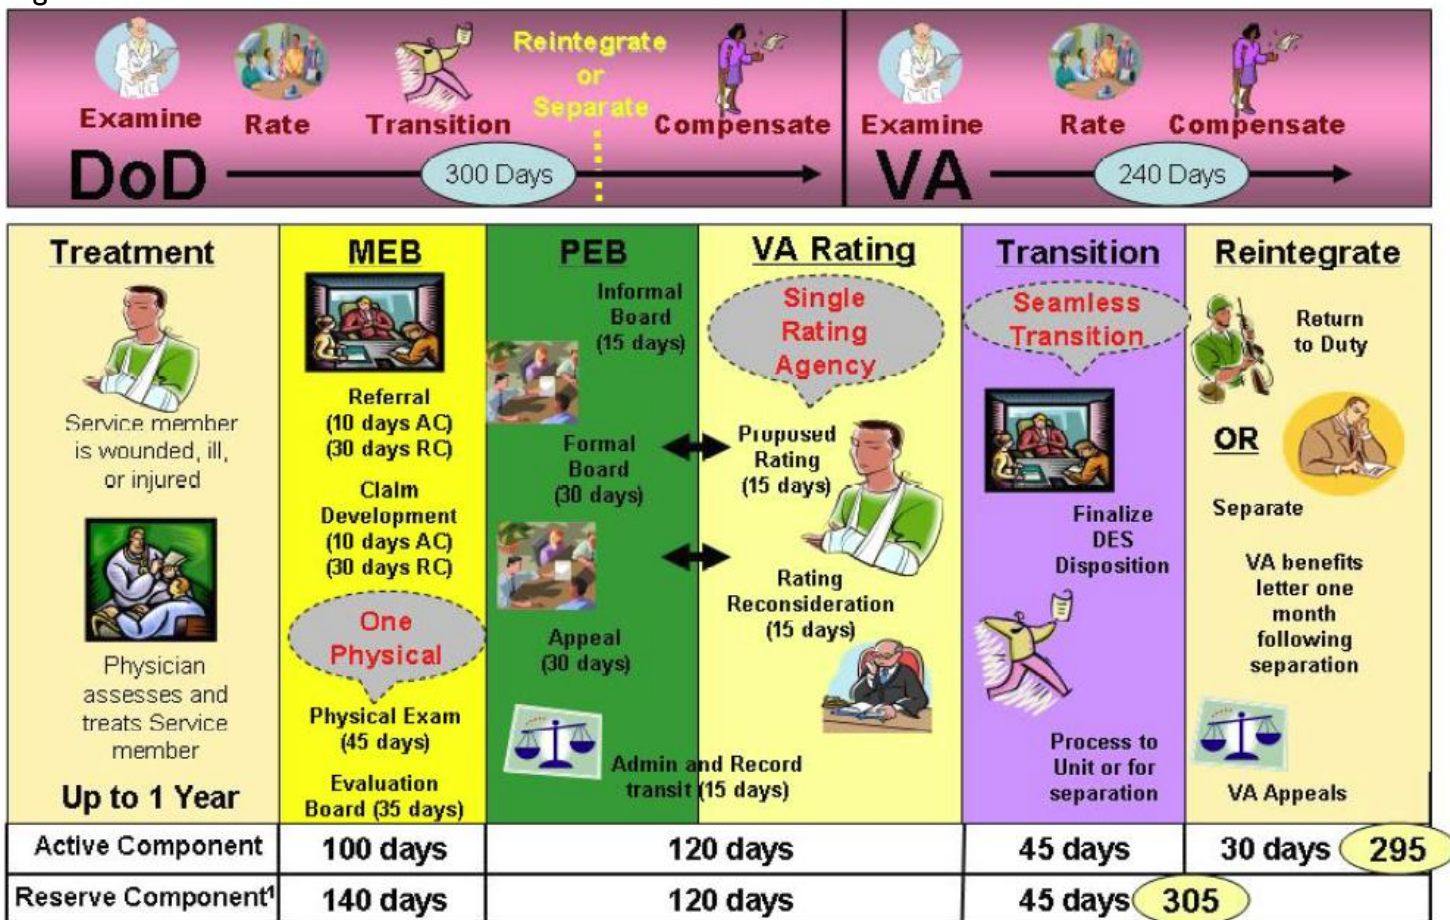 Reintegrate
or
Separate
Examine
Rate
Transition
Compensate
Examine
Rate
Compensate
DoD
300 Days
VA
240 Days
Treatment
Service member
is wounded, ill,
or injured
Physician
assesses and
treats Service
member
Up to 1 Year
MEB
Referral
(10 days AC)
(30 days RC)
Claim
Development
(10 days AC)
(30 days RC)
One
Physical
Physical Exam
(45 days)
Evaluation
Board (35 days)
PEB
Informal
Board
(15 days)
Formal
Board
(30 days)
Appeal
(30 days)
Admin and Record
transit (15 days)
VA Rating
Single
Rating
Agency
Proposed
Rating
(15 days)
Rating
Reconsideration
(15 days)
Transition
Seamless
Transition
Finalize
DES
Disposition
Process to
Unit or for
separation
Reintegrate
Return
to Duty
OR
Separate
VA benefits
letter one
month
following
separation
VA Appeals
Active Component 100 days 120 days 45 days 30 days 295
Reserve Component¹ 140 days 120 days 45 days 305